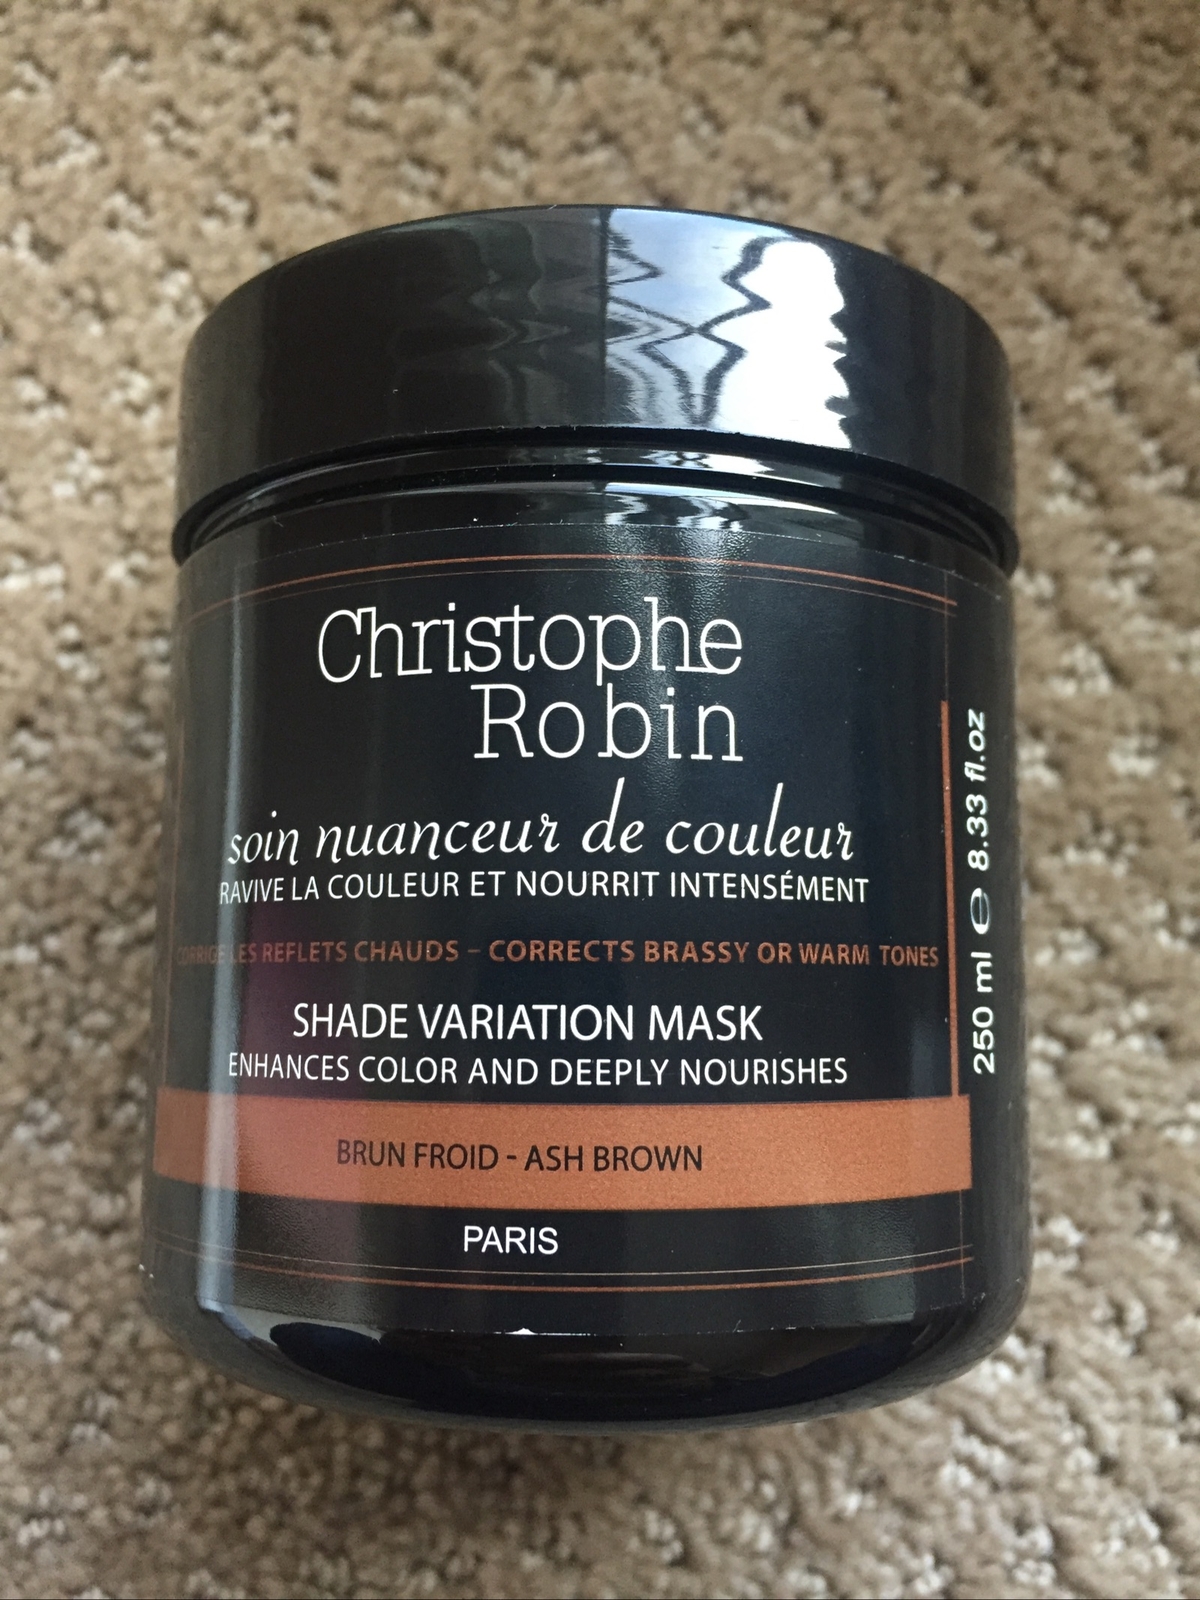 Christophe
Robin
soin nuanceur de couleur
RAVIVE LA COULEUR ET NOURRIT INTENSÉMENT
CORRIGE LES REFLETS CHAUDS – CORRECTS BRASSY OR WARM TONES
SHADE VARIATION MASK
ENHANCES COLOR AND DEEPLY NOURISHES
BRUN FROID - ASH BROWN
PARIS
250 ml ℮ 8.33 fl.oz